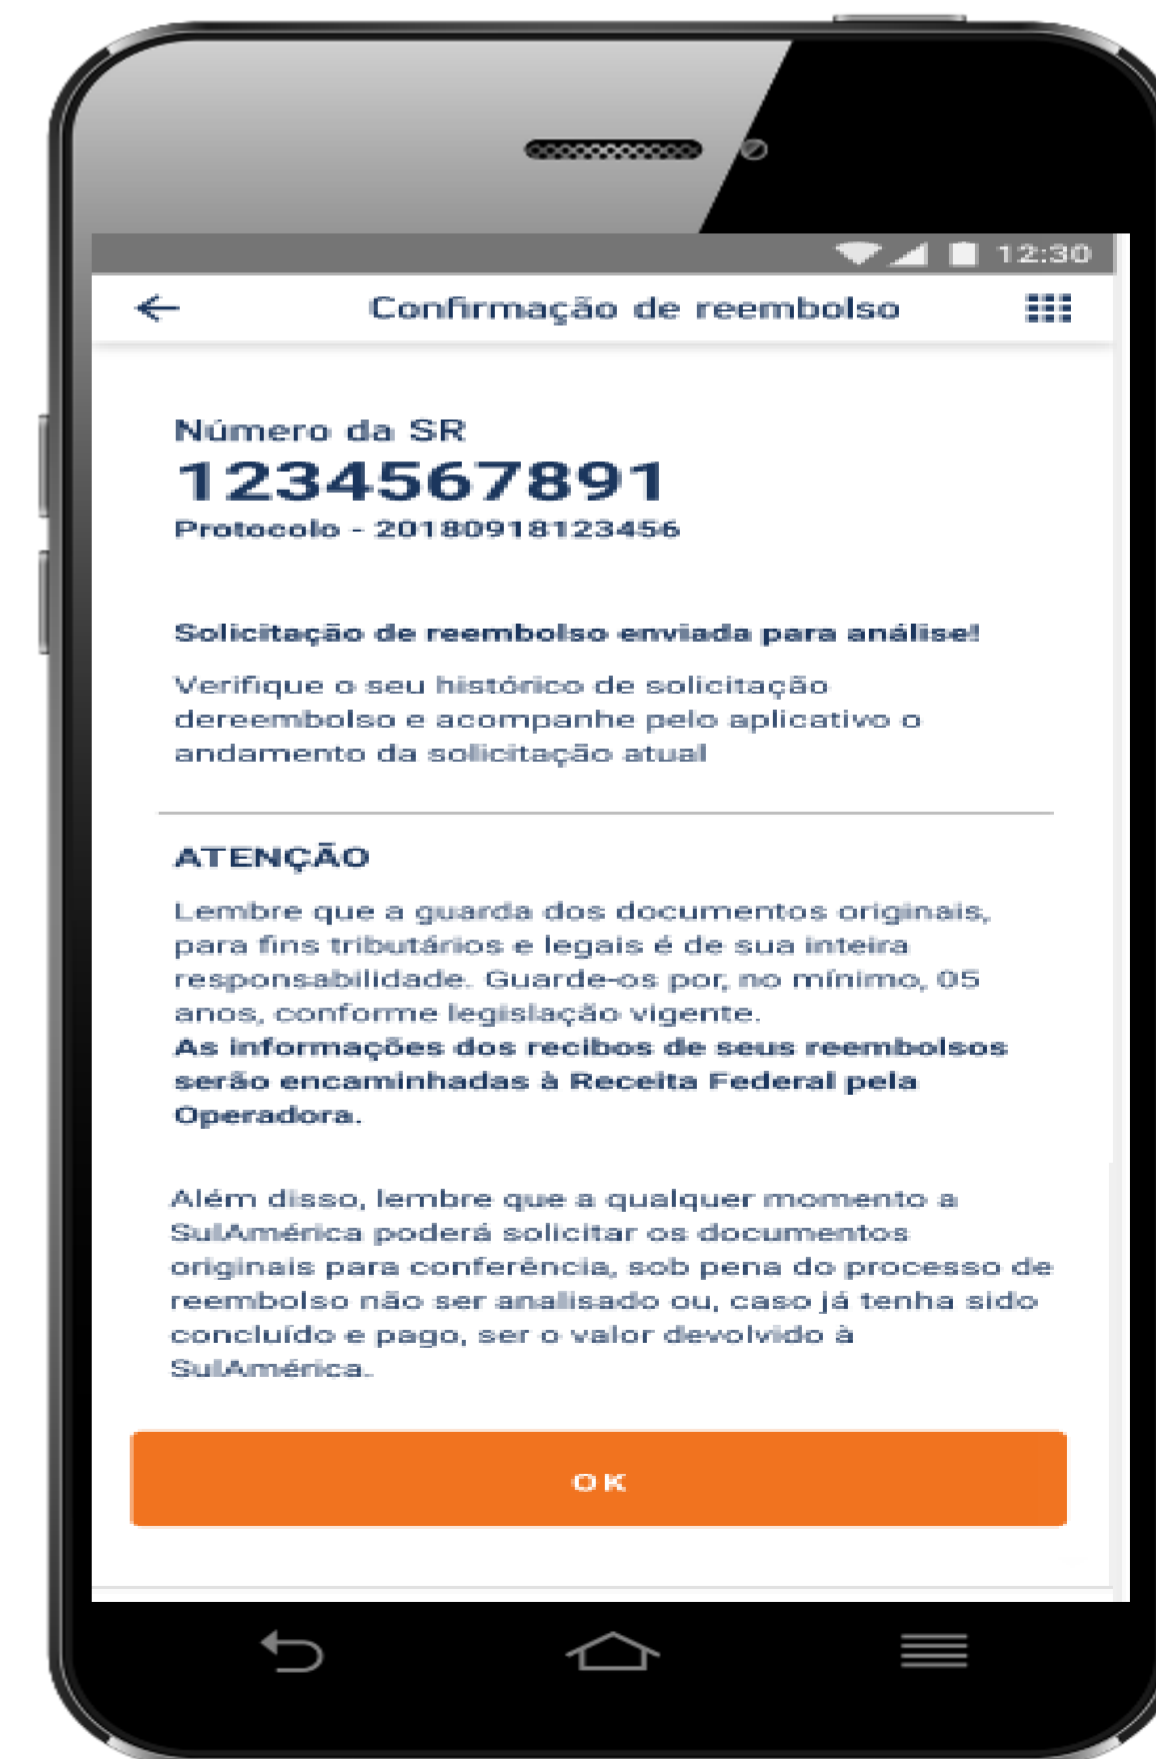 12:30
Confirmação de reembolso
Número da SR
1234567891
Protocolo - 20180918123456
Solicitação de reembolso enviada para análise!
Verifique o seu histórico de solicitação
dereembolso e acompanhe pelo aplicativo o
andamento da solicitação atual
ATENÇÃO
Lembre que a guarda dos documentos originais,
para fins tributários e legais é de sua inteira
responsabilidade. Guarde-os por, no mínimo, 05
anos, conforme legislação vigente.
As informações dos recibos de seus reembolsos
serão encaminhadas à Receita Federal pela
Operadora.
Além disso, lembre que a qualquer momento a
SulAmérica poderá solicitar os documentos
originais para conferência, sob pena do processo de
reembolso não ser analisado ou, caso já tenha sido
concluído e pago, ser o valor devolvido à
SulAmérica.
OK